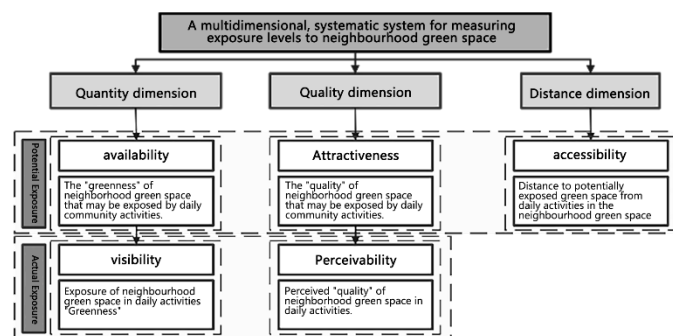 A multidimensional, systematic system for measuring
exposure levels to neighbourhood green space
Quantity dimension
Quality dimension
Distance dimension
Potential Exposure
availability
Attractiveness
accessibility
The "greenness" of
neighborhood green space
that may be exposed by daily
community activities.
The "quality" of
neighborhood green space
that may be exposed by daily
community activities.
Distance to potentially
exposed green space from
daily activities in the
neighbourhood green space
Actual Exposure
visibility
Perceivability
Exposure of neighbourhood
green space in daily activities
"Greenness"
Perceived "quality" of
neighborhood green space in
daily activities.